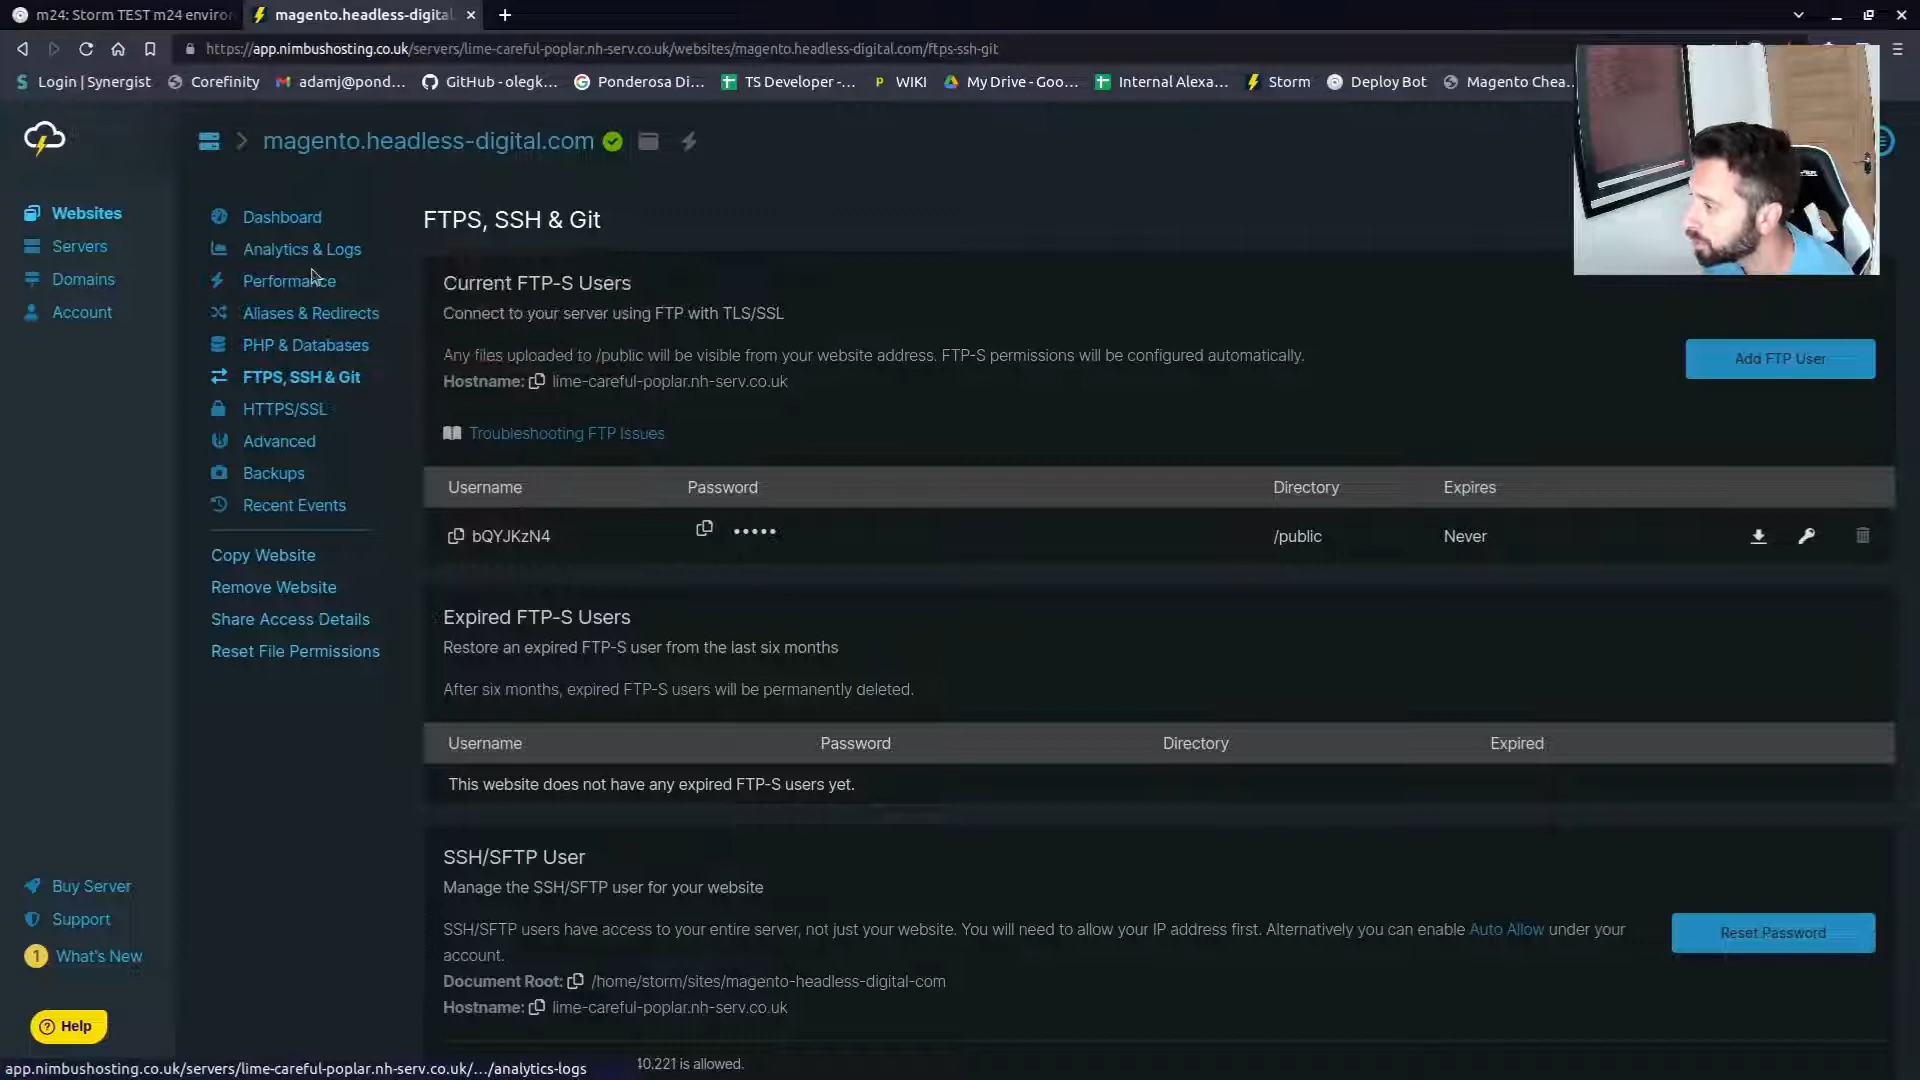 m24: Storm TEST m24 environ
magento.headless-digital.
https://app.nimbushosting.co.uk/servers/lime-careful-poplar.nh-serv.co.uk/websites/magento.headless-digital.com/ftps-ssh-git
Login | Synergist
Corefinity
adamj@pond...
GitHub - olegk...
Ponderosa Di...
TS Developer -...
WIKI
My Drive - Goo...
Internal Alexa...
Storm
Deploy Bot
Magento Chea...
magento.headless-digital.com
Websites
Servers
Domains
Account
Dashboard
Analytics & Logs
Performance
Aliases & Redirects
PHP & Databases
FTPS, SSH & Git
HTTPS/SSL
Advanced
Backups
Recent Events
Copy Website
Remove Website
Share Access Details
Reset File Permissions
FTPS, SSH & Git
Current FTP-S Users
Connect to your server using FTP with TLS/SSL
Any files uploaded to /public will be visible from your website address. FTP-S permissions will be configured automatically.
Hostname: lime-careful-poplar.nh-serv.co.uk
Add FTP User
Troubleshooting FTP Issues
Username Password Directory Expires
bQYJKzN4 ••••• /public Never
Expired FTP-S Users
Restore an expired FTP-S user from the last six months
After six months, expired FTP-S users will be permanently deleted.
Username Password Directory Expired
This website does not have any expired FTP-S users yet.
SSH/SFTP User
Manage the SSH/SFTP user for your website
SSH/SFTP users have access to your entire server, not just your website. You will need to allow your IP address first. Alternatively you can enable Auto Allow under your
account.
Reset Password
Document Root: /home/storm/sites/magento-headless-digital-com
Hostname: lime-careful-poplar.nh-serv.co.uk
Buy Server
Support
1 What's New
Help
app.nimbushosting.co.uk/servers/lime-careful-poplar.nh-serv.co.uk/.../analytics-logs
40.221 is allowed.